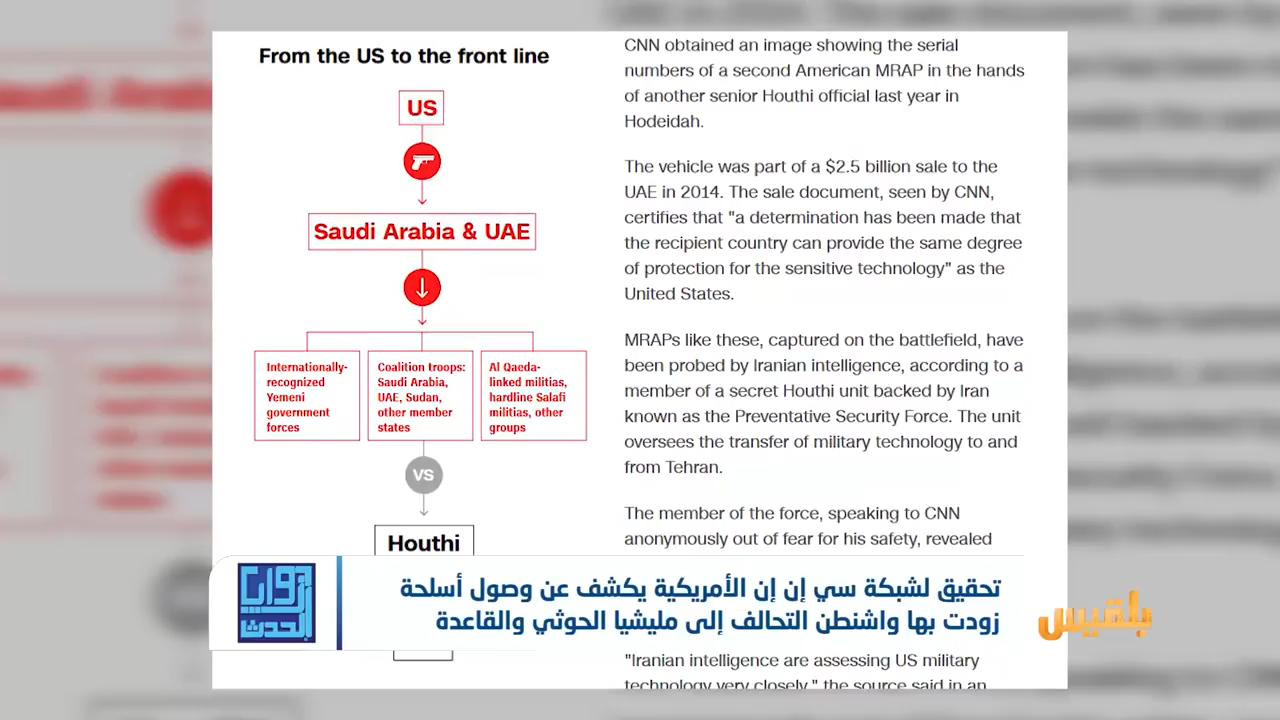 From the US to the front line
US
Saudi Arabia & UAE
Internationally-
recognized
Yemeni
government
forces
Coalition troops:
Saudi Arabia,
UAE, Sudan,
other member
states
Al Qaeda-
linked militias,
hardline Salafi
militias, other
groups
VS
Houthi
CNN obtained an image showing the serial
numbers of a second American MRAP in the hands
of another senior Houthi official last year in
Hodeidah.
The vehicle was part of a $2.5 billion sale to the
UAE in 2014. The sale document, seen by CNN,
certifies that "a determination has been made that
the recipient country can provide the same degree
of protection for the sensitive technology" as the
United States.
MRAPs like these, captured on the battlefield, have
been probed by Iranian intelligence, according to a
member of a secret Houthi unit backed by Iran
known as the Preventative Security Force. The unit
oversees the transfer of military technology to and
from Tehran.
The member of the force, speaking to CNN
anonymously out of fear for his safety, revealed
"Iranian intelligence are assessing US military
technology very closely," the source said in an
زوايا الحدث
تحقيق لشبكة سي إن إن الأمريكية يكشف عن وصول أسلحة
زودت بها واشنطن التحالف إلى مليشيا الحوثي والقاعدة
بلقيس